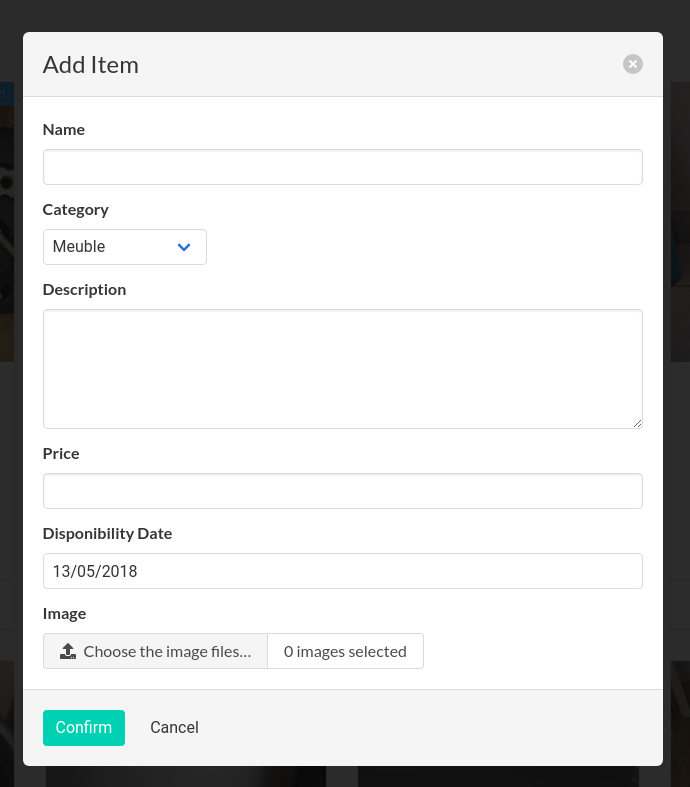 Add Item
Name
Category
Meuble
Description
Price
Disponibility Date
13/05/2018
Image
Choose the image files...
0 images selected
Confirm
Cancel